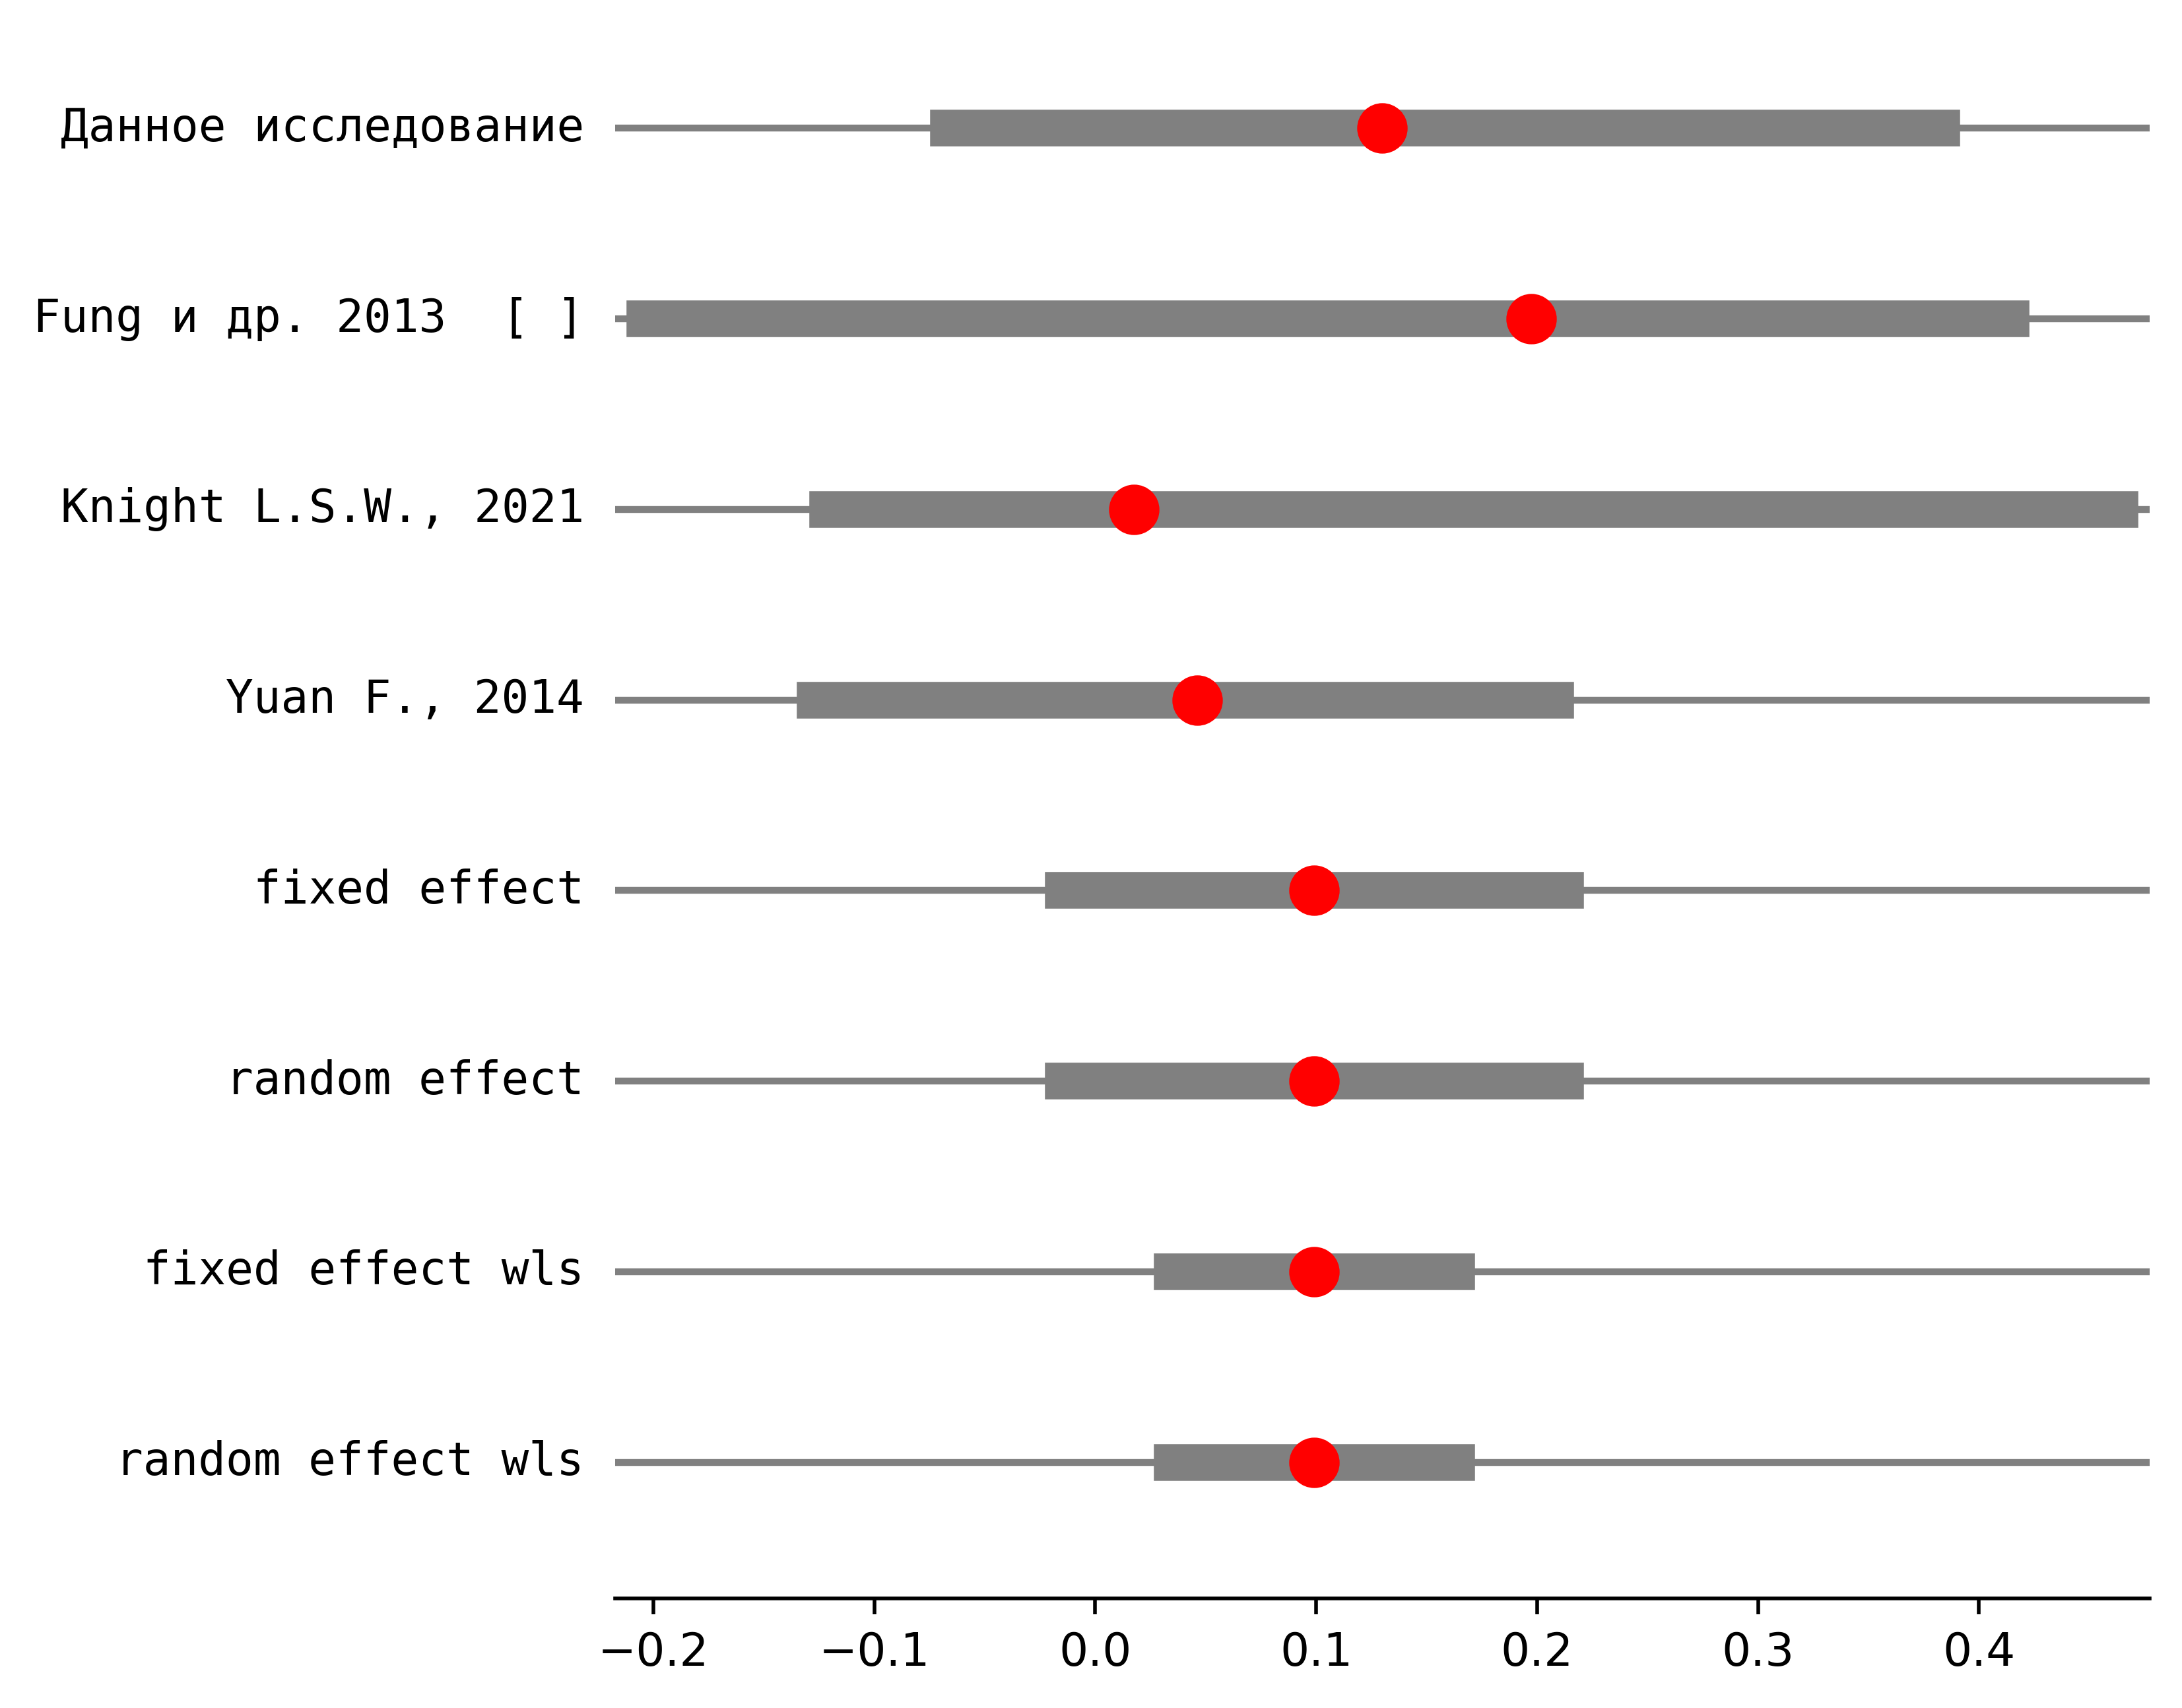 Данное исследование
Fung и др. 2013  [ ]
Knight L.S.W., 2021
Yuan F., 2014
fixed effect
random effect
fixed effect wls
random effect wls
−0.2 −0.1 0.0 0.1 0.2 0.3 0.4